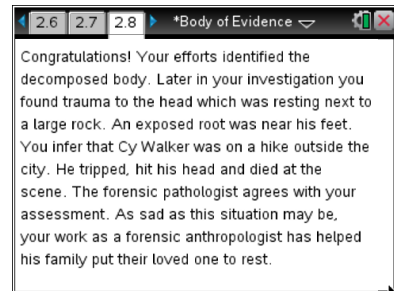 2.6 2.7 2.8 *Body of Evidence
Congratulations! Your efforts identified the
decomposed body. Later in your investigation you
found trauma to the head which was resting next to
a large rock. An exposed root was near his feet.
You infer that Cy Walker was on a hike outside the
city. He tripped, hit his head and died at the
scene. The forensic pathologist agrees with your
assessment. As sad as this situation may be,
your work as a forensic anthropologist has helped
his family put their loved one to rest.